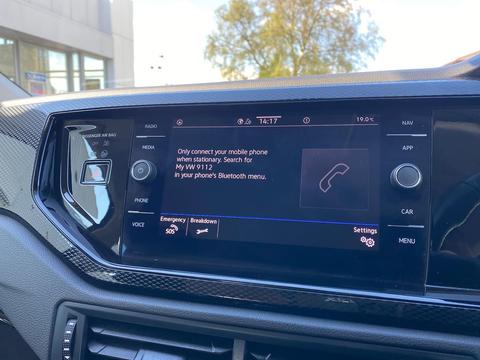 PASSENGER AIR BAG
RADIO
MEDIA
PHONE
VOICE
14:17
19.0
Only connect your mobile phone
when stationary. Search for
My VW 9112
in your phone's Bluetooth menu.
Emergency
SOS
Breakdown
Settings
NAV
APP
CAR
MENU